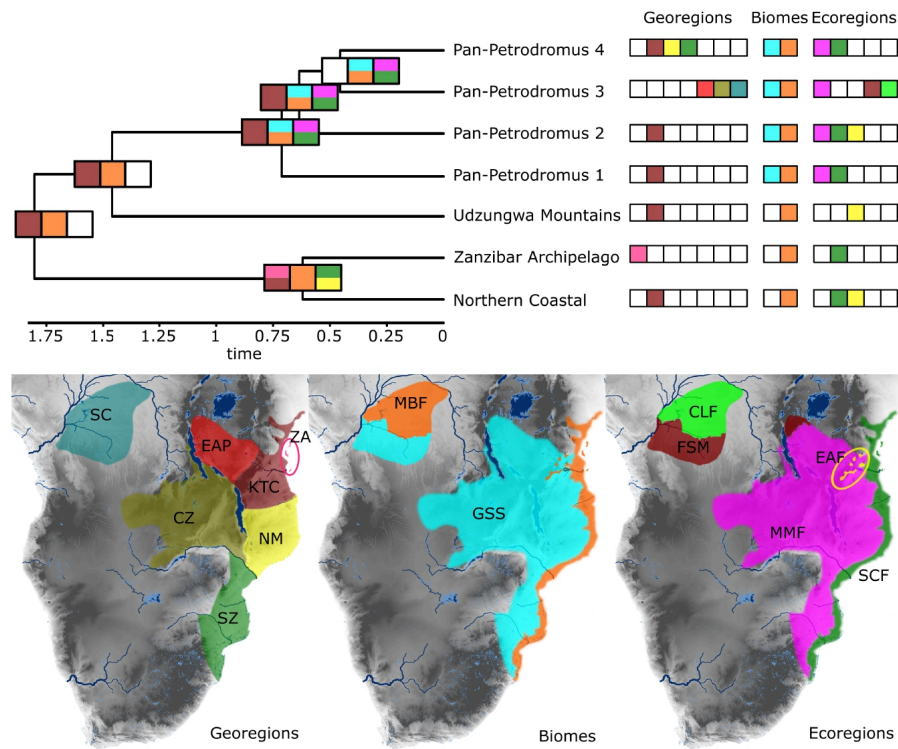 Georegions Biomes Ecoregions
Pan-Petrodromus 4
Pan-Petrodromus 3
Pan-Petrodromus 2
Pan-Petrodromus 1
Udzungwa Mountains
Zanzibar Archipelago
Northern Coastal
1.75 1.5 1.25 1 0.75 0.5 0.25 0
time
SC
EAP
ZA
KTC
CZ
NM
SZ
Georegions
MBF
GSS
Biomes
CLF
FSM
EAF
MMF
SCF
Ecoregions